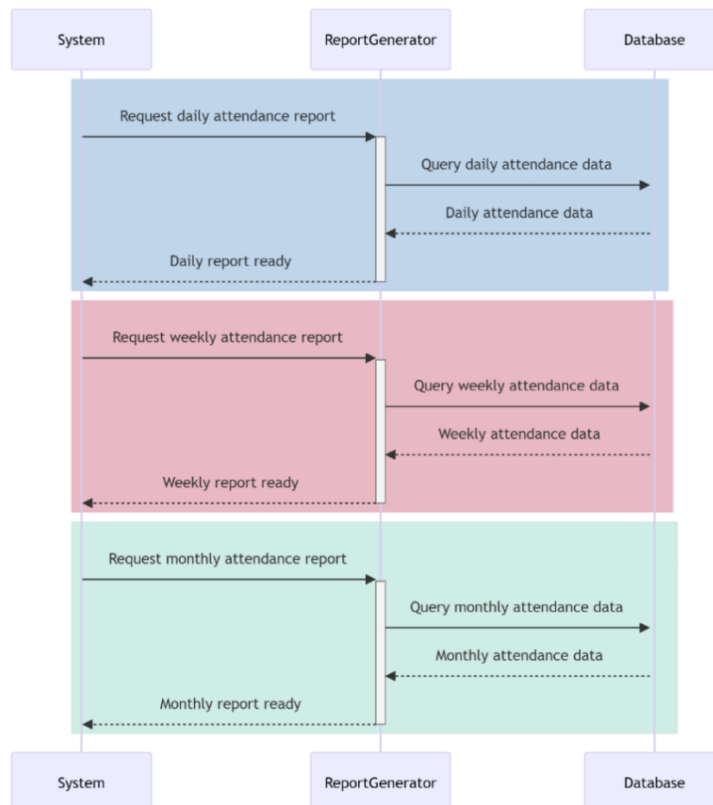 System
ReportGenerator
Database
Request daily attendance report
Query daily attendance data
Daily attendance data
Daily report ready
Request weekly attendance report
Query weekly attendance data
Weekly attendance data
Weekly report ready
Request monthly attendance report
Query monthly attendance data
Monthly attendance data
Monthly report ready
System
ReportGenerator
Database